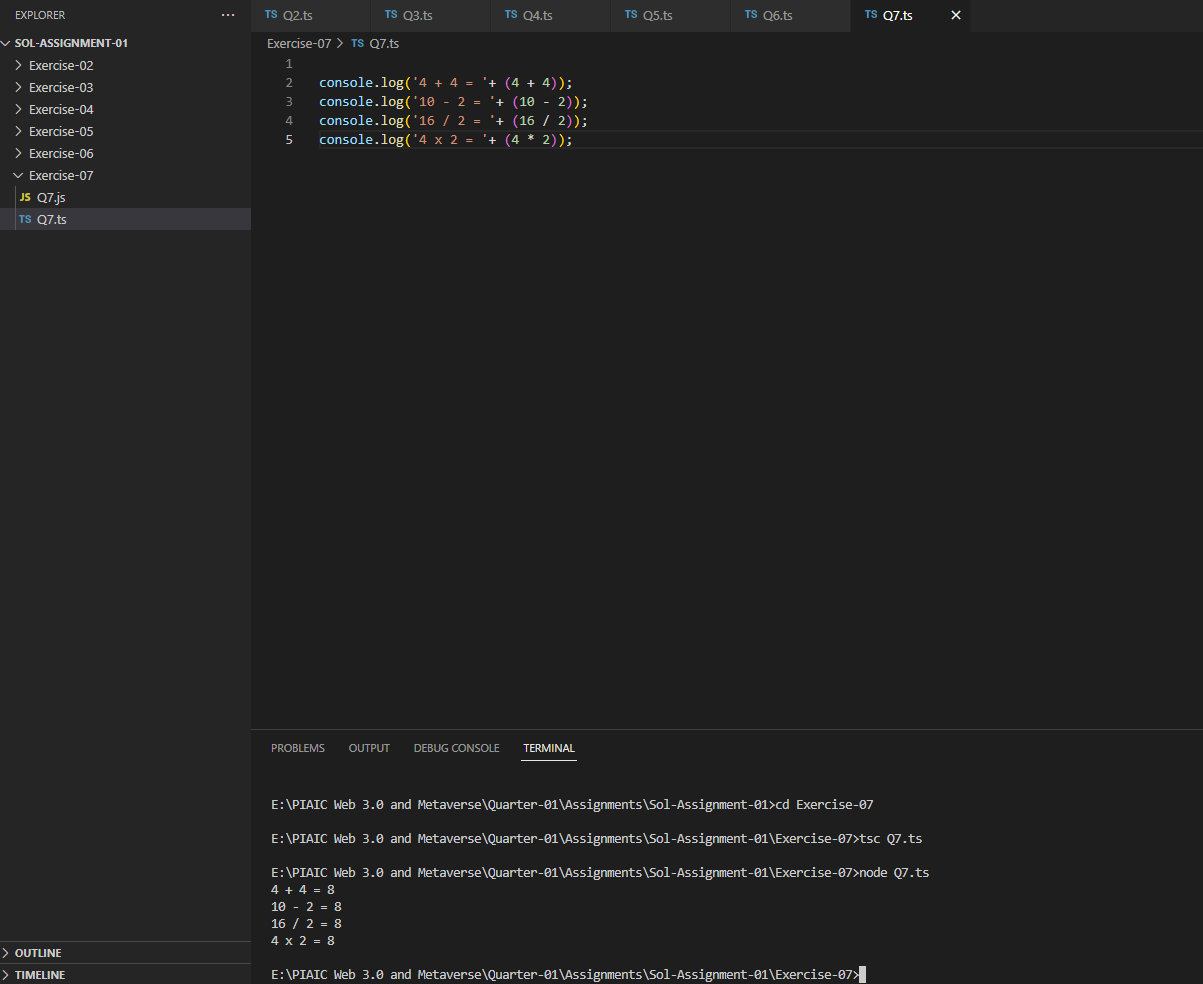 EXPLORER ···
SOL-ASSIGNMENT-01
Exercise-02
Exercise-03
Exercise-04
Exercise-05
Exercise-06
Exercise-07
JS Q7.js
TS Q7.ts
OUTLINE
TIMELINE
TS Q2.ts TS Q3.ts TS Q4.ts TS Q5.ts TS Q6.ts TS Q7.ts
Exercise-07 > TS Q7.ts
1
2 console.log('4 + 4 = '+ (4 + 4));
3 console.log('10 - 2 = '+ (10 - 2));
4 console.log('16 / 2 = '+ (16 / 2));
5 console.log('4 x 2 = '+ (4 * 2));
PROBLEMS OUTPUT DEBUG CONSOLE TERMINAL
E:\PIAIC Web 3.0 and Metaverse\Quarter-01\Assignments\Sol-Assignment-01>cd Exercise-07
E:\PIAIC Web 3.0 and Metaverse\Quarter-01\Assignments\Sol-Assignment-01\Exercise-07>tsc Q7.ts
E:\PIAIC Web 3.0 and Metaverse\Quarter-01\Assignments\Sol-Assignment-01\Exercise-07>node Q7.ts
4 + 4 = 8
10 - 2 = 8
16 / 2 = 8
4 x 2 = 8
E:\PIAIC Web 3.0 and Metaverse\Quarter-01\Assignments\Sol-Assignment-01\Exercise-07>